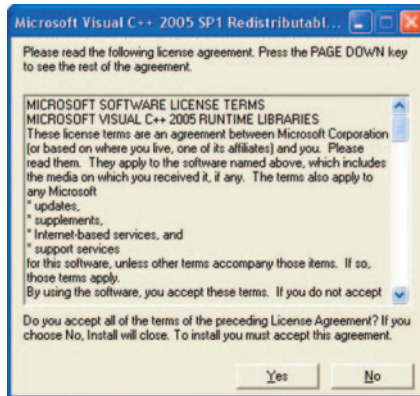 Microsoft Visual C++ 2005 SP1 Redistributabl...
Please read the following license agreement. Press the PAGE DOWN key
to see the rest of the agreement.
MICROSOFT SOFTWARE LICENSE TERMS
MICROSOFT VISUAL C++ 2005 RUNTIME LIBRARIES
These license terms are an agreement between Microsoft Corporation
(or based on where you live, one of its affiliates) and you. Please
read them. They apply to the software named above, which includes
the media on which you received it, if any. The terms also apply to
any Microsoft
* updates,
* supplements,
* Internet-based services, and
* support services
for this software, unless other terms accompany those items. If so,
those terms apply.
By using the software, you accept these terms. If you do not accept
Do you accept all of the terms of the preceding License Agreement? If you
choose No, Install will close. To install you must accept this agreement.
Yes No